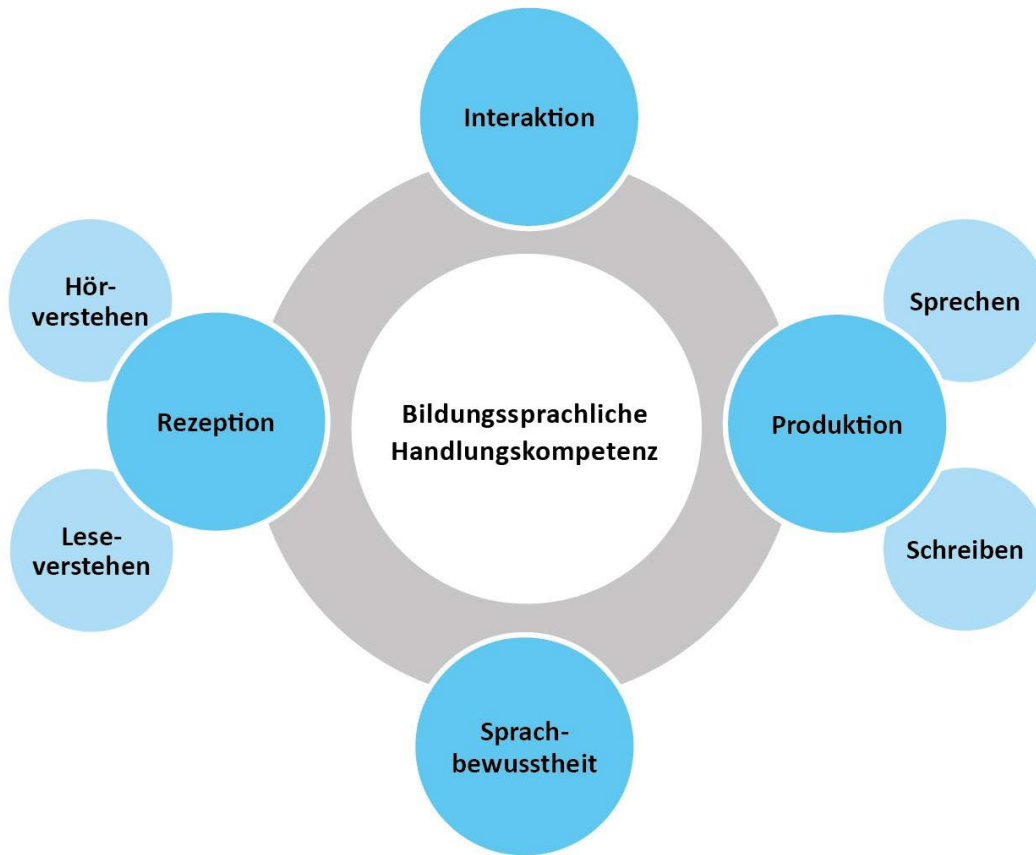 Interaktion
Hör-
verstehen
Sprechen
Rezeption
Bildungssprachliche
Handlungskompetenz
Produktion
Lese-
verstehen
Schreiben
Sprach-
bewusstheit